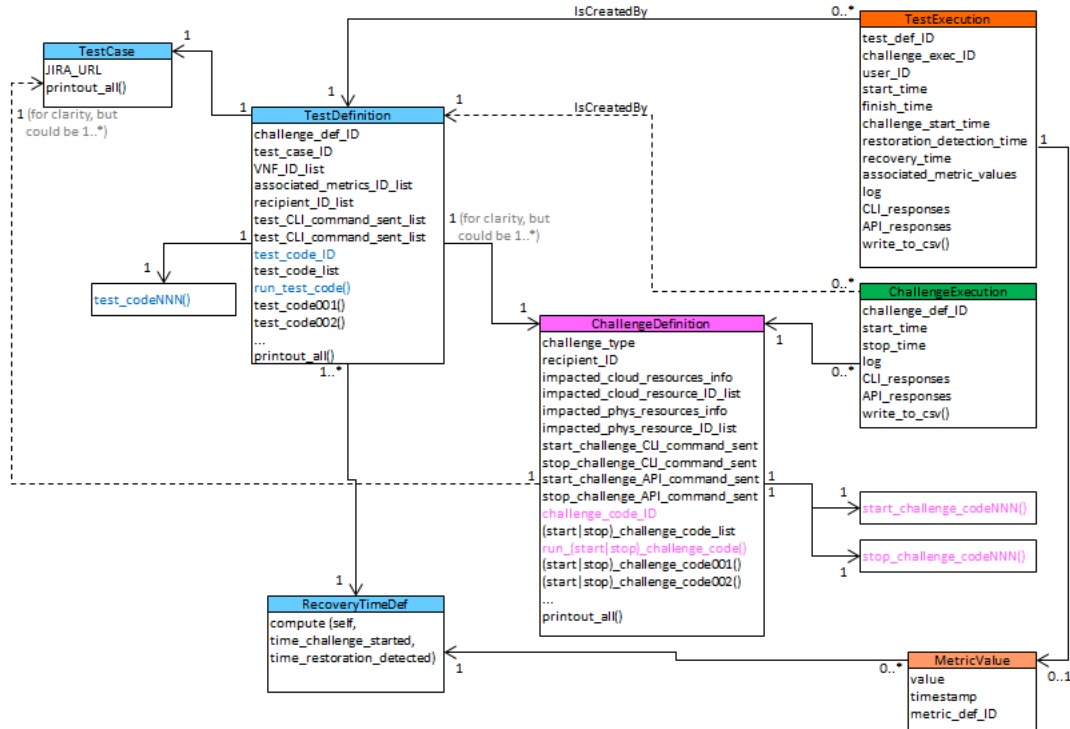 IsCreatedBy
0..*
TestExecution
test_def_ID
challenge_exec_ID
user_ID
start_time
finish_time
challenge_start_time
restoration_detection_time
recovery_time
associated_metric_values
log
CLI_responses
API_responses
write_to_csv()
1
TestCase
JIRA_URL
printout_all()
1
1 (for clarity, but
could be 1..*)
1
1
1
IsCreatedBy
TestDefinition
challenge_def_ID
test_case_ID
VNF_ID_list
associated_metrics_ID_list
recipient_ID_list
test_CLI_command_sent_list
test_CLI_command_sent_list
test_code_ID
test_code_list
run_test_code()
test_code001()
test_code002()
...
printout_all()
1 (for clarity, but
could be 1..*)
1
1
test_codeNNN()
1..*
0..*
ChallengeExecution
challenge_def_ID
start_time
stop_time
log
CLI_responses
API_responses
write_to_csv()
1
0..*
1
ChallengeDefinition
challenge_type
recipient_ID
impacted_cloud_resources_info
impacted_cloud_resource_ID_list
impacted_phys_resources_info
impacted_phys_resource_ID_list
start_challenge_CLI_command_sent
stop_challenge_CLI_command_sent
start_challenge_API_command_sent
stop_challenge_API_command_sent
challenge_code_ID
(start|stop)_challenge_code_list
run_(start|stop)_challenge_code()
(start|stop)_challenge_code001()
(start|stop)_challenge_code002()
...
printout_all()
1
1
1
1
start_challenge_codeNNN()
stop_challenge_codeNNN()
1
1
RecoveryTimeDef
compute (self,
time_challenge_started,
time_restoration_detected)
1
0..*
MetricValue
value
timestamp
metric_def_ID
0..1